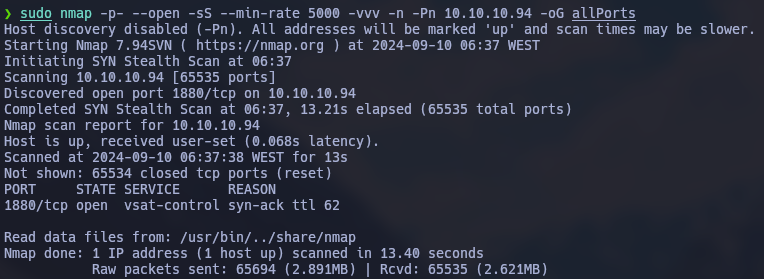 ❯ sudo nmap -p- --open -sS --min-rate 5000 -vvv -n -Pn 10.10.10.94 -oG allPorts
Host discovery disabled (-Pn). All addresses will be marked 'up' and scan times may be slower.
Starting Nmap 7.94SVN ( https://nmap.org ) at 2024-09-10 06:37 WEST
Initiating SYN Stealth Scan at 06:37
Scanning 10.10.10.94 [65535 ports]
Discovered open port 1880/tcp on 10.10.10.94
Completed SYN Stealth Scan at 06:37, 13.21s elapsed (65535 total ports)
Nmap scan report for 10.10.10.94
Host is up, received user-set (0.068s latency).
Scanned at 2024-09-10 06:37:38 WEST for 13s
Not shown: 65534 closed tcp ports (reset)
PORT     STATE SERVICE      REASON
1880/tcp open  vsat-control syn-ack ttl 62

Read data files from: /usr/bin/../share/nmap
Nmap done: 1 IP address (1 host up) scanned in 13.40 seconds
           Raw packets sent: 65694 (2.891MB) | Rcvd: 65535 (2.621MB)